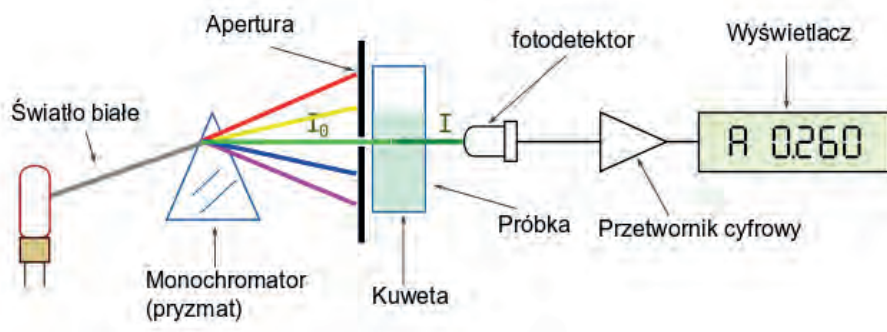 Apertura
fotodetektor
Wyświetlacz
Światło białe
I₀
I
A 0.260
Próbka
Przetwornik cyfrowy
Monochromator
(pryzmat)
Kuweta